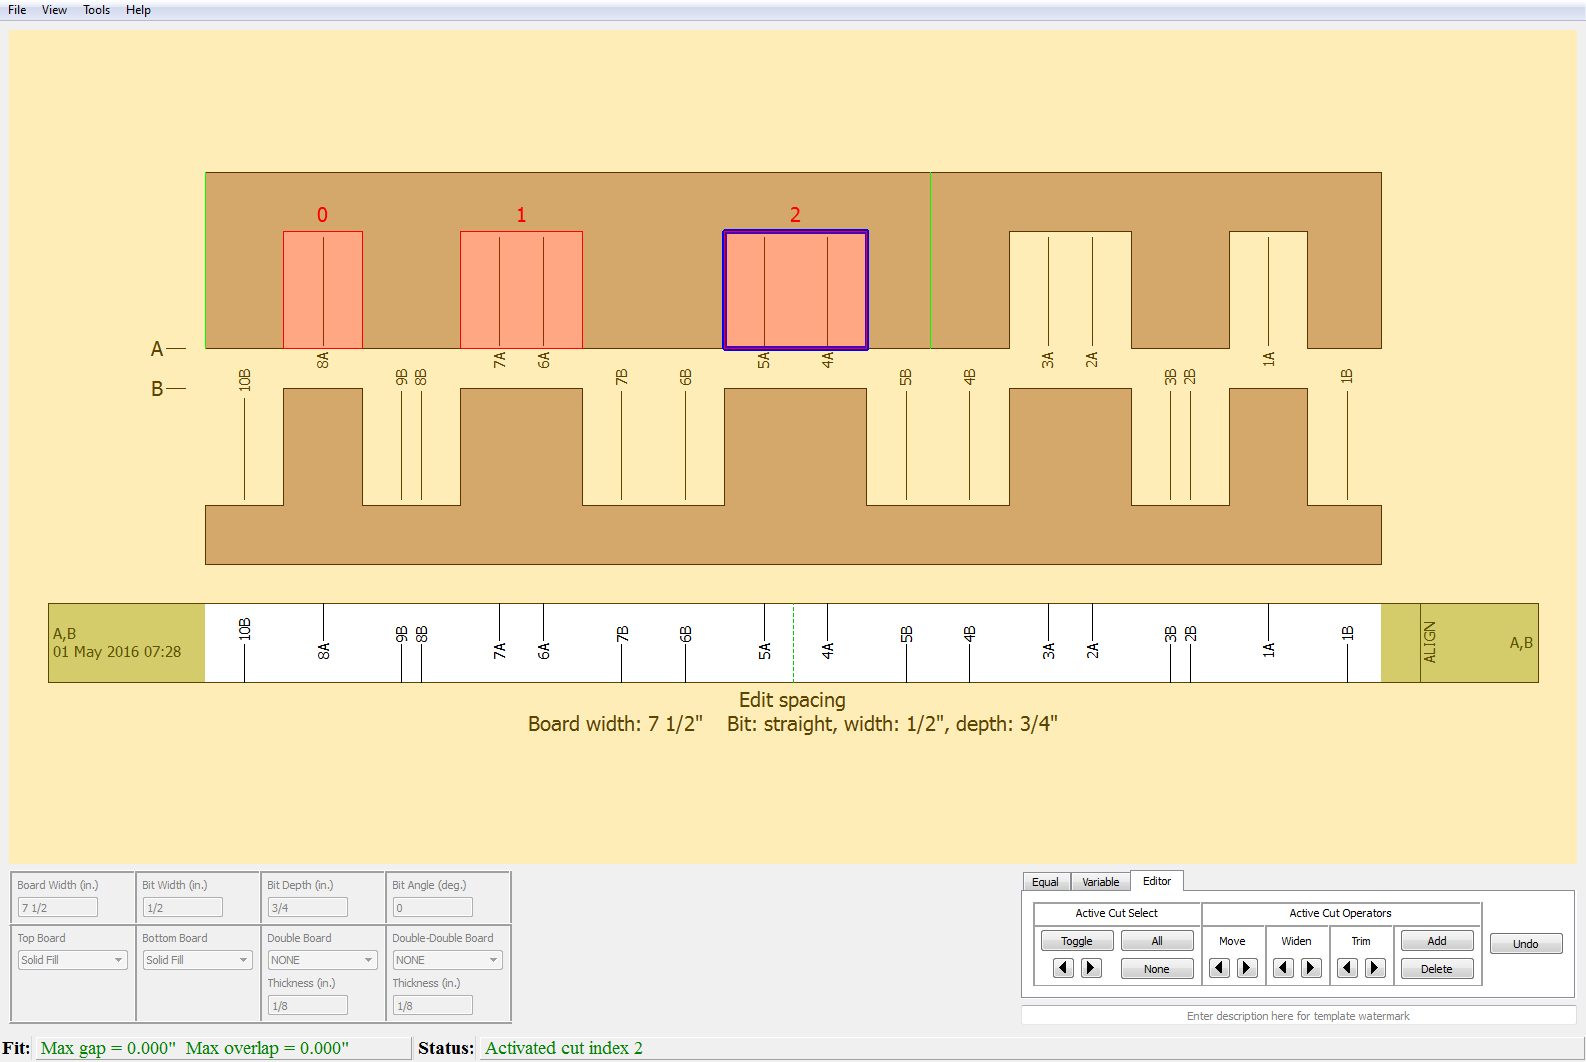 File View Tools Help
0 1 2
A
8A 7A 6A 5A 4A 3A 2A 1A
B
10B 9B 8B 7B 6B 5B 4B 3B 2B 1B
A,B
01 May 2016 07:28
10B 8A 9B 8B 7A 6A 7B 6B 5A 4A 5B 4B 3A 2A 3B 2B 1A 1B
ALIGN
A,B
Edit spacing
Board width: 7 1/2" Bit: straight, width: 1/2", depth: 3/4"
Board Width (in.) Bit Width (in.) Bit Depth (in.) Bit Angle (deg.)
7 1/2 1/2 3/4 0
Top Board Bottom Board Double Board Double-Double Board
Solid Fill Solid Fill NONE NONE
Thickness (in.) Thickness (in.)
1/8 1/8
Equal Variable Editor
Active Cut Select Active Cut Operators
Toggle All Move Widen Trim Add Undo
None Delete
Enter description here for template watermark
Fit: Max gap = 0.000" Max overlap = 0.000" Status: Activated cut index 2